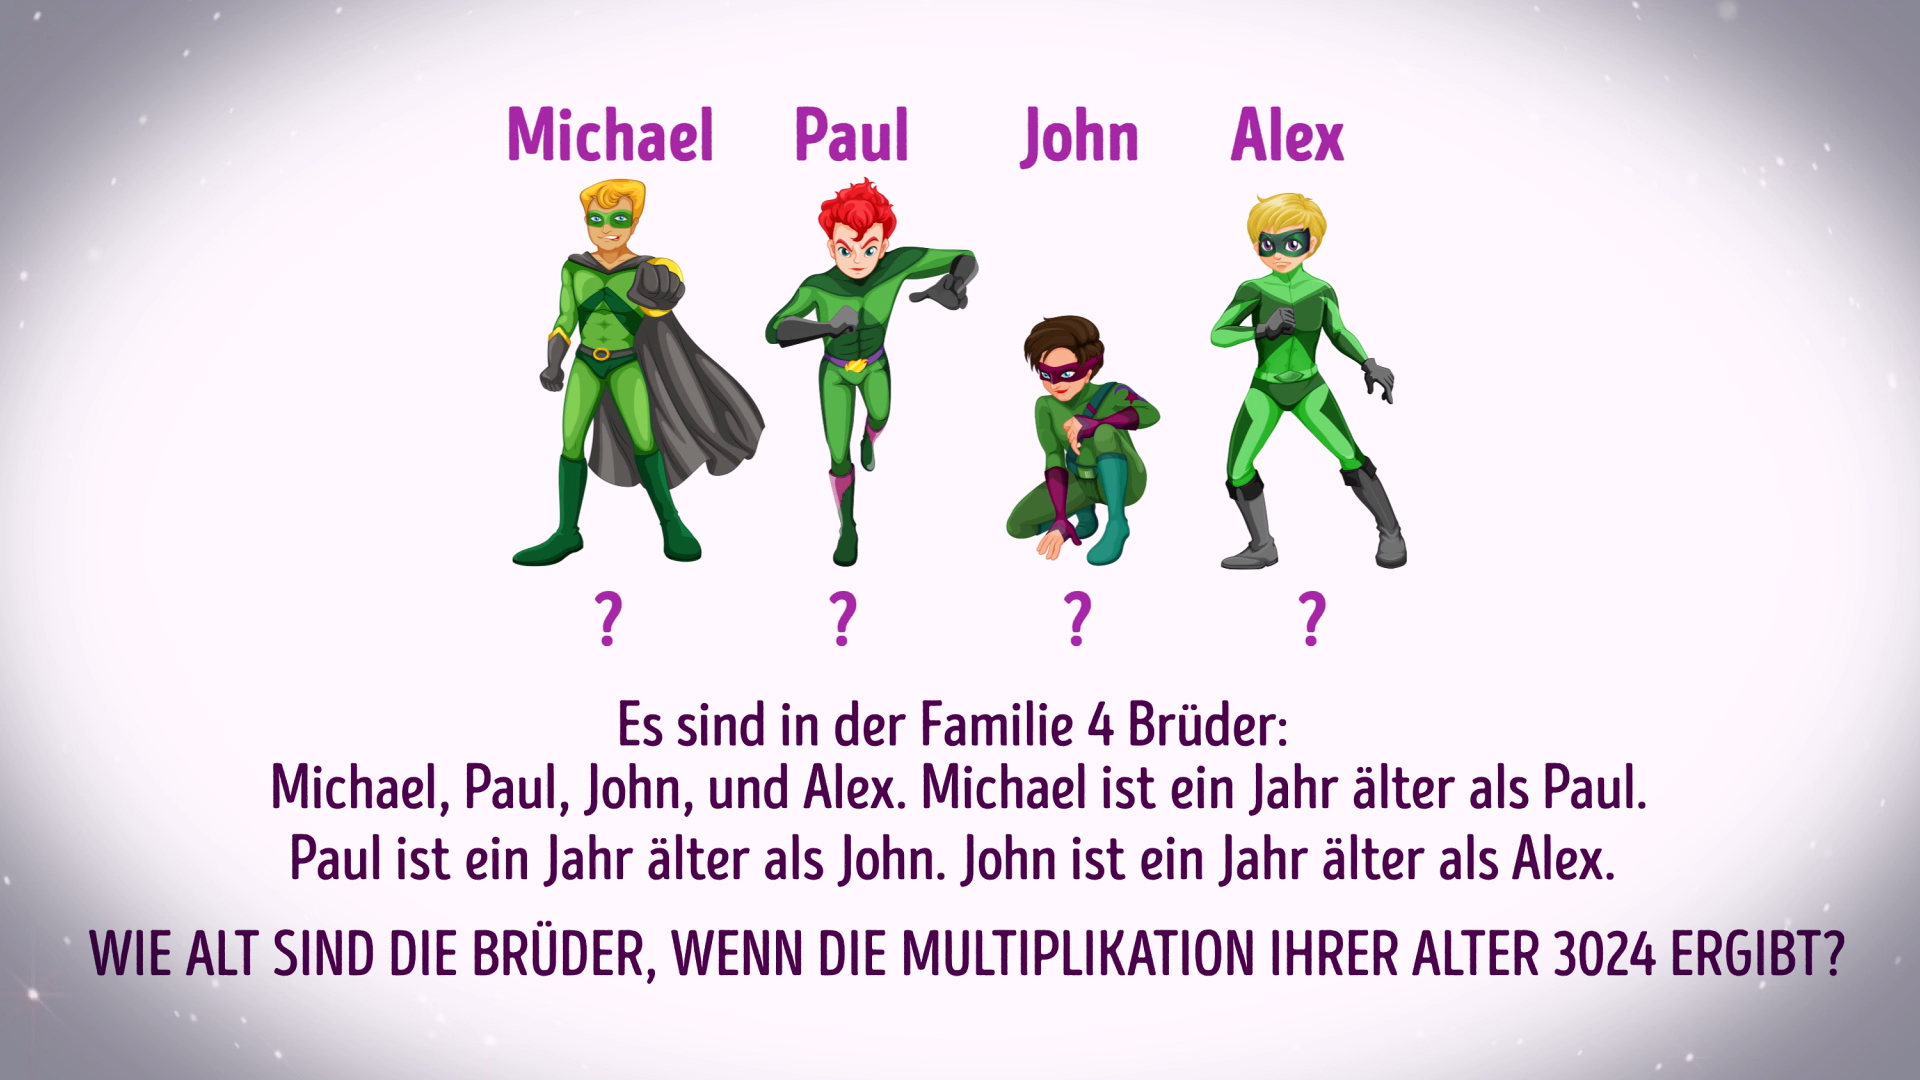 Michael Paul John Alex
? ? ? ?
Es sind in der Familie 4 Brüder:
Michael, Paul, John, und Alex. Michael ist ein Jahr älter als Paul.
Paul ist ein Jahr älter als John. John ist ein Jahr älter als Alex.
WIE ALT SIND DIE BRÜDER, WENN DIE MULTIPLIKATION IHRER ALTER 3024 ERGIBT?